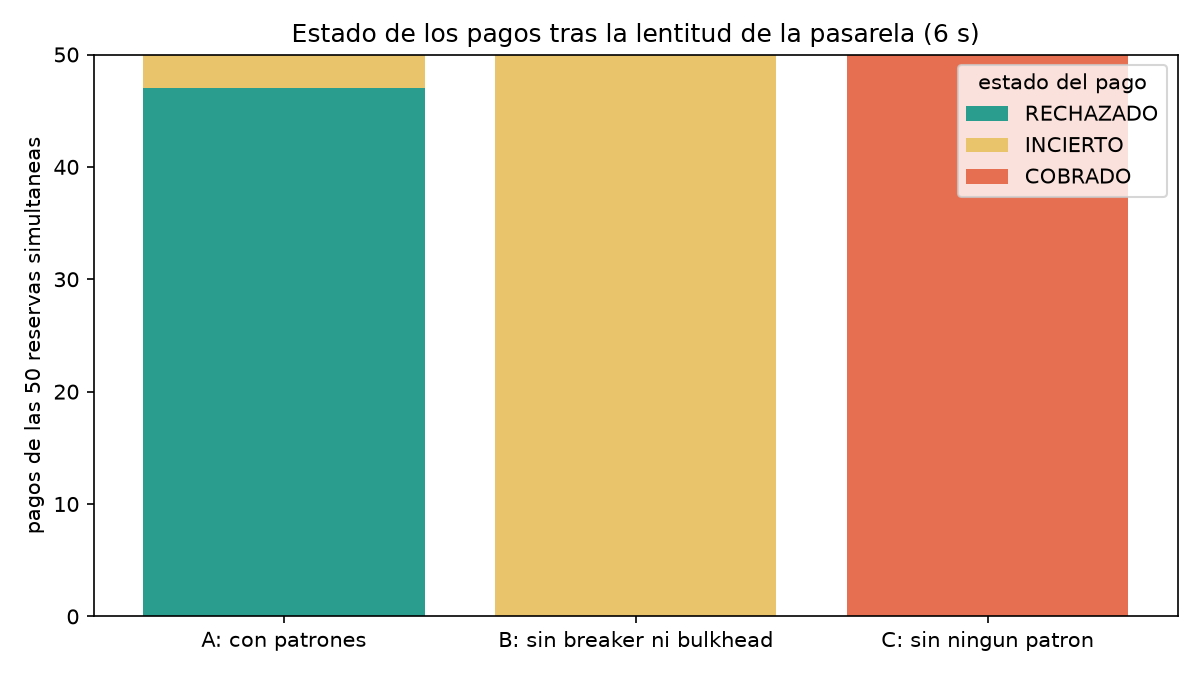 Estado de los pagos tras la lentitud de la pasarela (6 s)
pagos de las 50 reservas simultaneas
50
40
30
20
10
0
estado del pago
RECHAZADO
INCIERTO
COBRADO
A: con patrones
B: sin breaker ni bulkhead
C: sin ningun patron